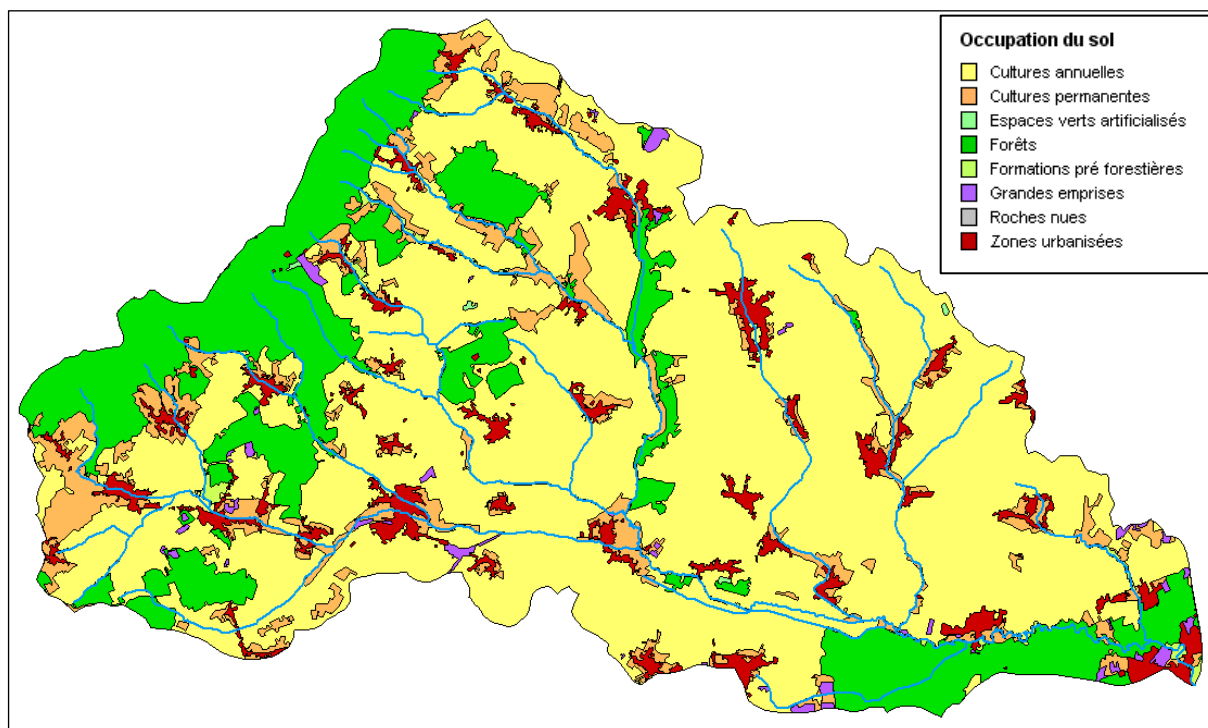 Occupation du sol
Cultures annuelles
Cultures permanentes
Espaces verts artificialisés
Forêts
Formations pré forestières
Grandes emprises
Roches nues
Zones urbanisées